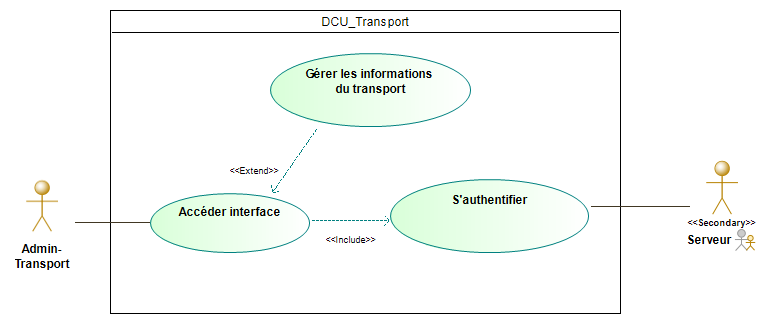 DCU_Transport
Gérer les informations
du transport
<<Extend>>
Accéder interface
S'authentifier
<<Include>>
Admin-
Transport
<<Secondary>>
Serveur